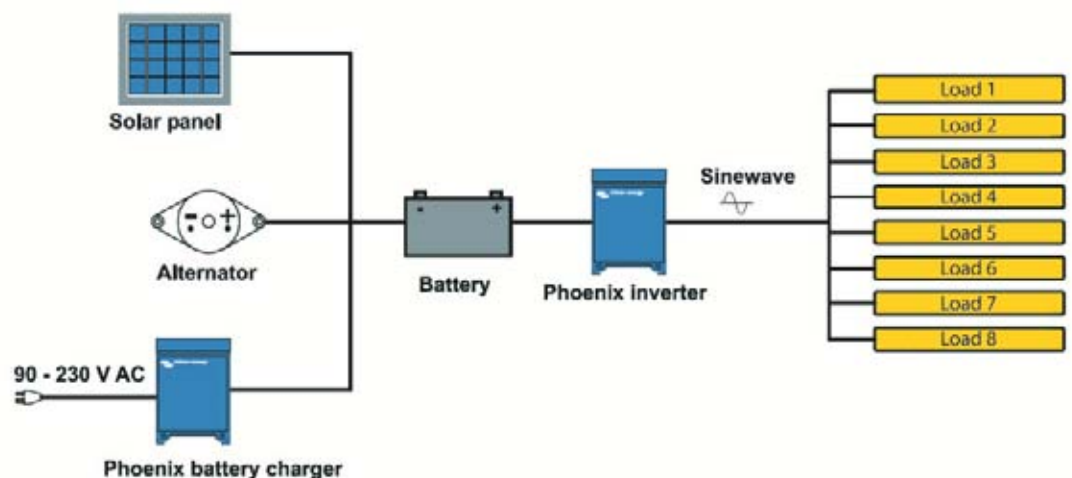 Solar panel
Alternator
90 - 230 V AC
Phoenix battery charger
-
+
Battery
Phoenix inverter
Sinewave
Load 1
Load 2
Load 3
Load 4
Load 5
Load 6
Load 7
Load 8